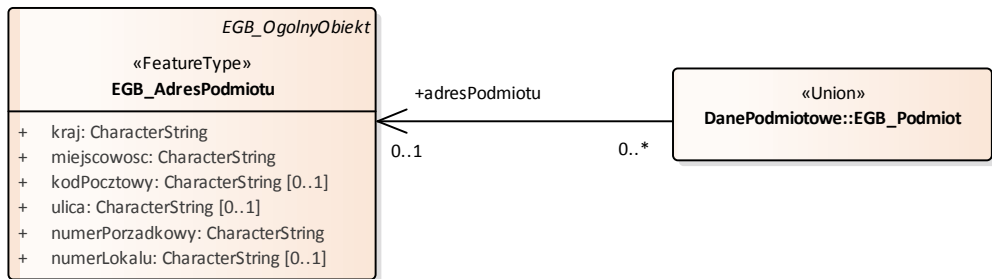 EGB_OgolnyObiekt
«FeatureType»
EGB_AdresPodmiotu
+ kraj: CharacterString
+ miejscowosc: CharacterString
+ kodPocztowy: CharacterString [0..1]
+ ulica: CharacterString [0..1]
+ numerPorzadkowy: CharacterString
+ numerLokalu: CharacterString [0..1]
+adresPodmiotu
0..1
0..*
«Union»
DanePodmiotowe::EGB_Podmiot